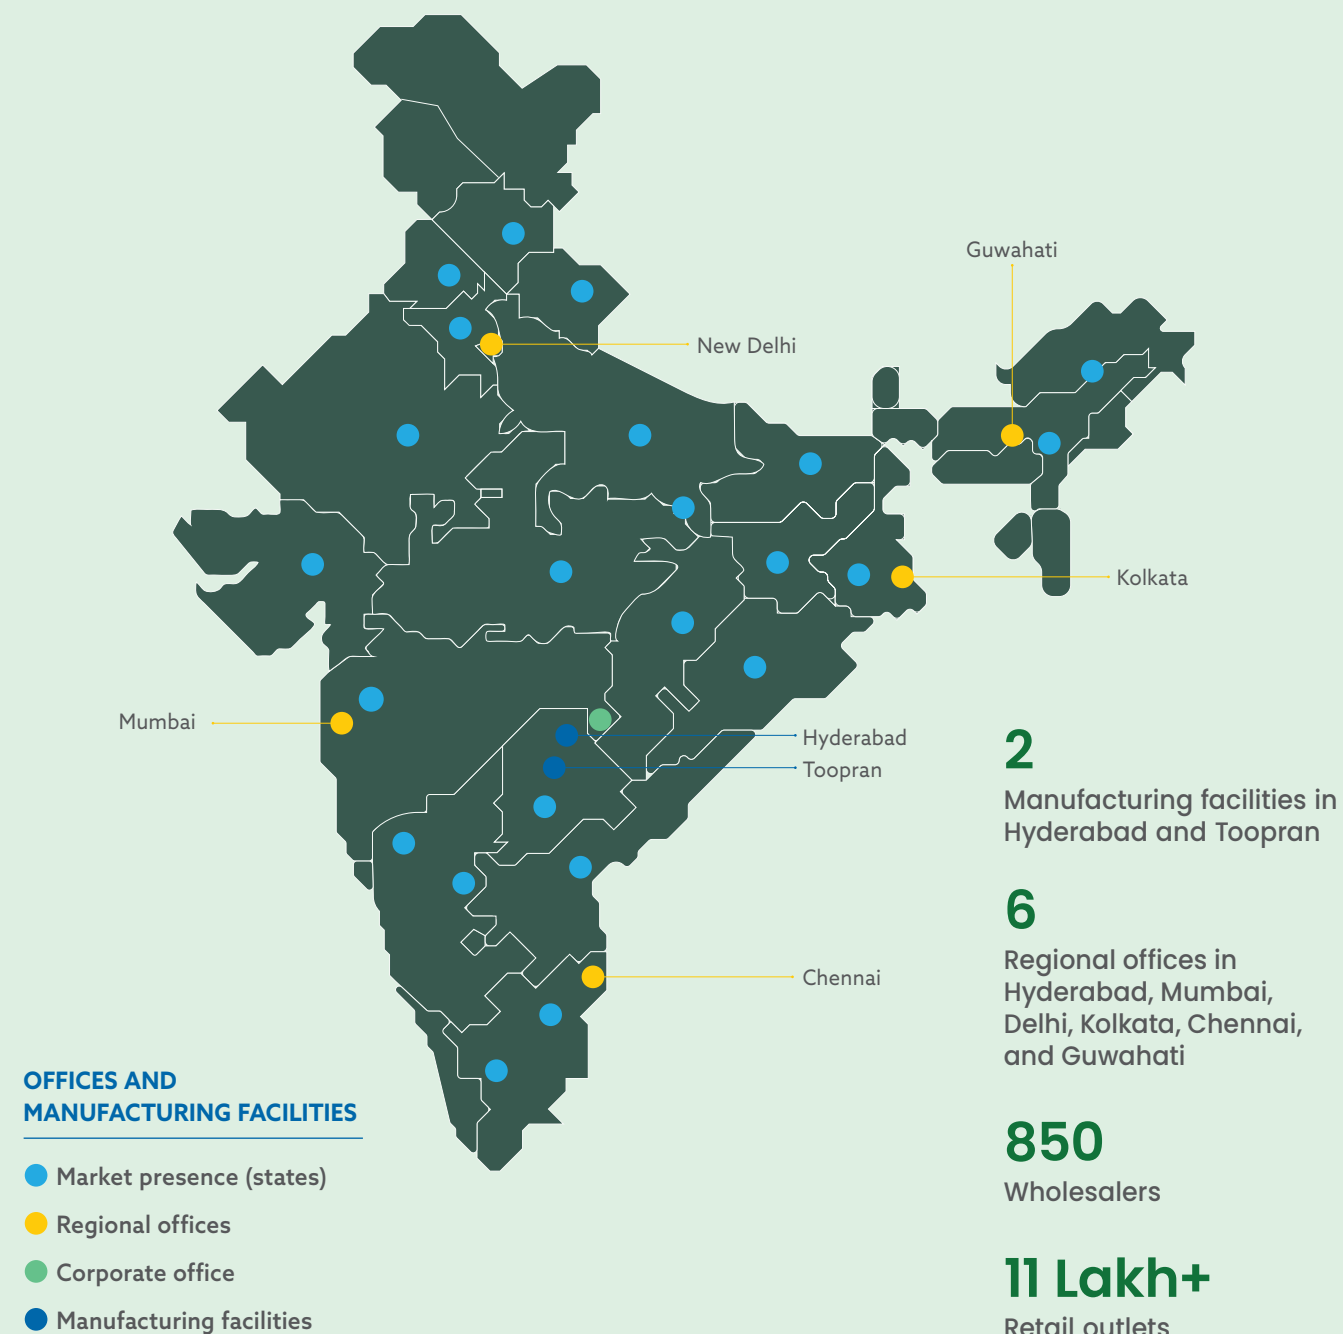 Guwahati
New Delhi
Kolkata
Mumbai
Hyderabad
Toopran
Chennai
2
Manufacturing facilities in
Hyderabad and Toopran
6
Regional offices in
Hyderabad, Mumbai,
Delhi, Kolkata, Chennai,
and Guwahati
850
Wholesalers
11 Lakh+
Retail outlets
OFFICES AND
MANUFACTURING FACILITIES
Market presence (states)
Regional offices
Corporate office
Manufacturing facilities